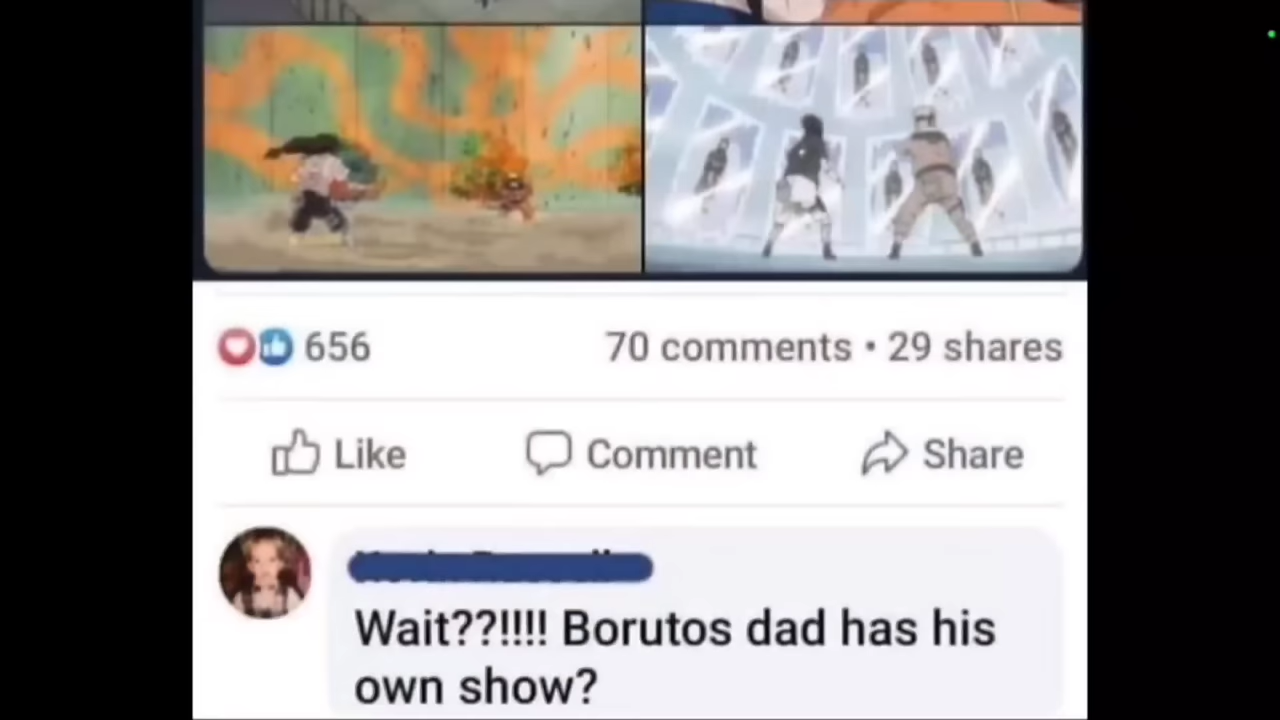 656
70 comments • 29 shares
Like
Comment
Share
Wait??!!!! Borutos dad has his
own show?